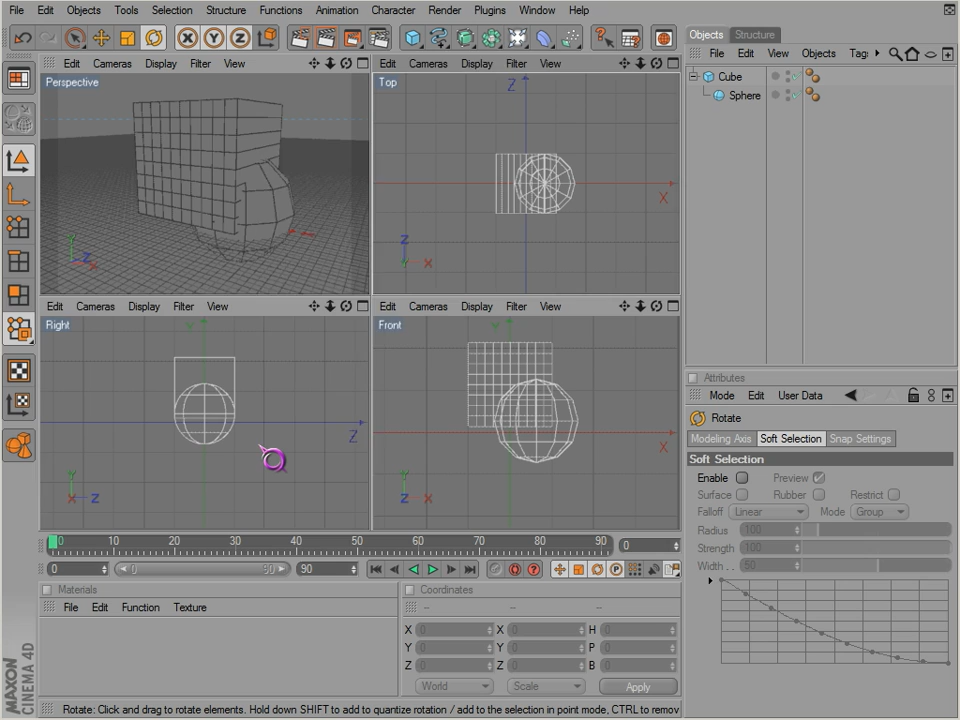 File Edit Objects Tools Selection Structure Functions Animation Character Render Plugins Window Help
X Y Z
Objects Structure
File Edit View Objects Tag:
Cube
Sphere
Edit Cameras Display Filter View
Perspective
Y Z X
Edit Cameras Display Filter View
Top
Z
X
Z
Y X
Edit Cameras Display Filter View
Right
Y
Z
Y
X Z
Edit Cameras Display Filter View
Front
Y
X
Y
Z X
Attributes
Mode Edit User Data
Rotate
Modeling Axis Soft Selection Snap Settings
Soft Selection
Enable Preview
Surface Rubber Restrict
Falloff Linear Mode Group
Radius 100
Strength 100
Width . . 50
0 10 20 30 40 50 60 70 80 90 0
0 0 90 90
Materials
File Edit Function Texture
Coordinates
-- -- --
X 0 X 0 H 0
Y 0 Y 0 P 0
Z 0 Z 0 B 0
World Scale Apply
MAXON
CINEMA 4D
Rotate: Click and drag to rotate elements. Hold down SHIFT to add to quantize rotation / add to the selection in point mode, CTRL to remov